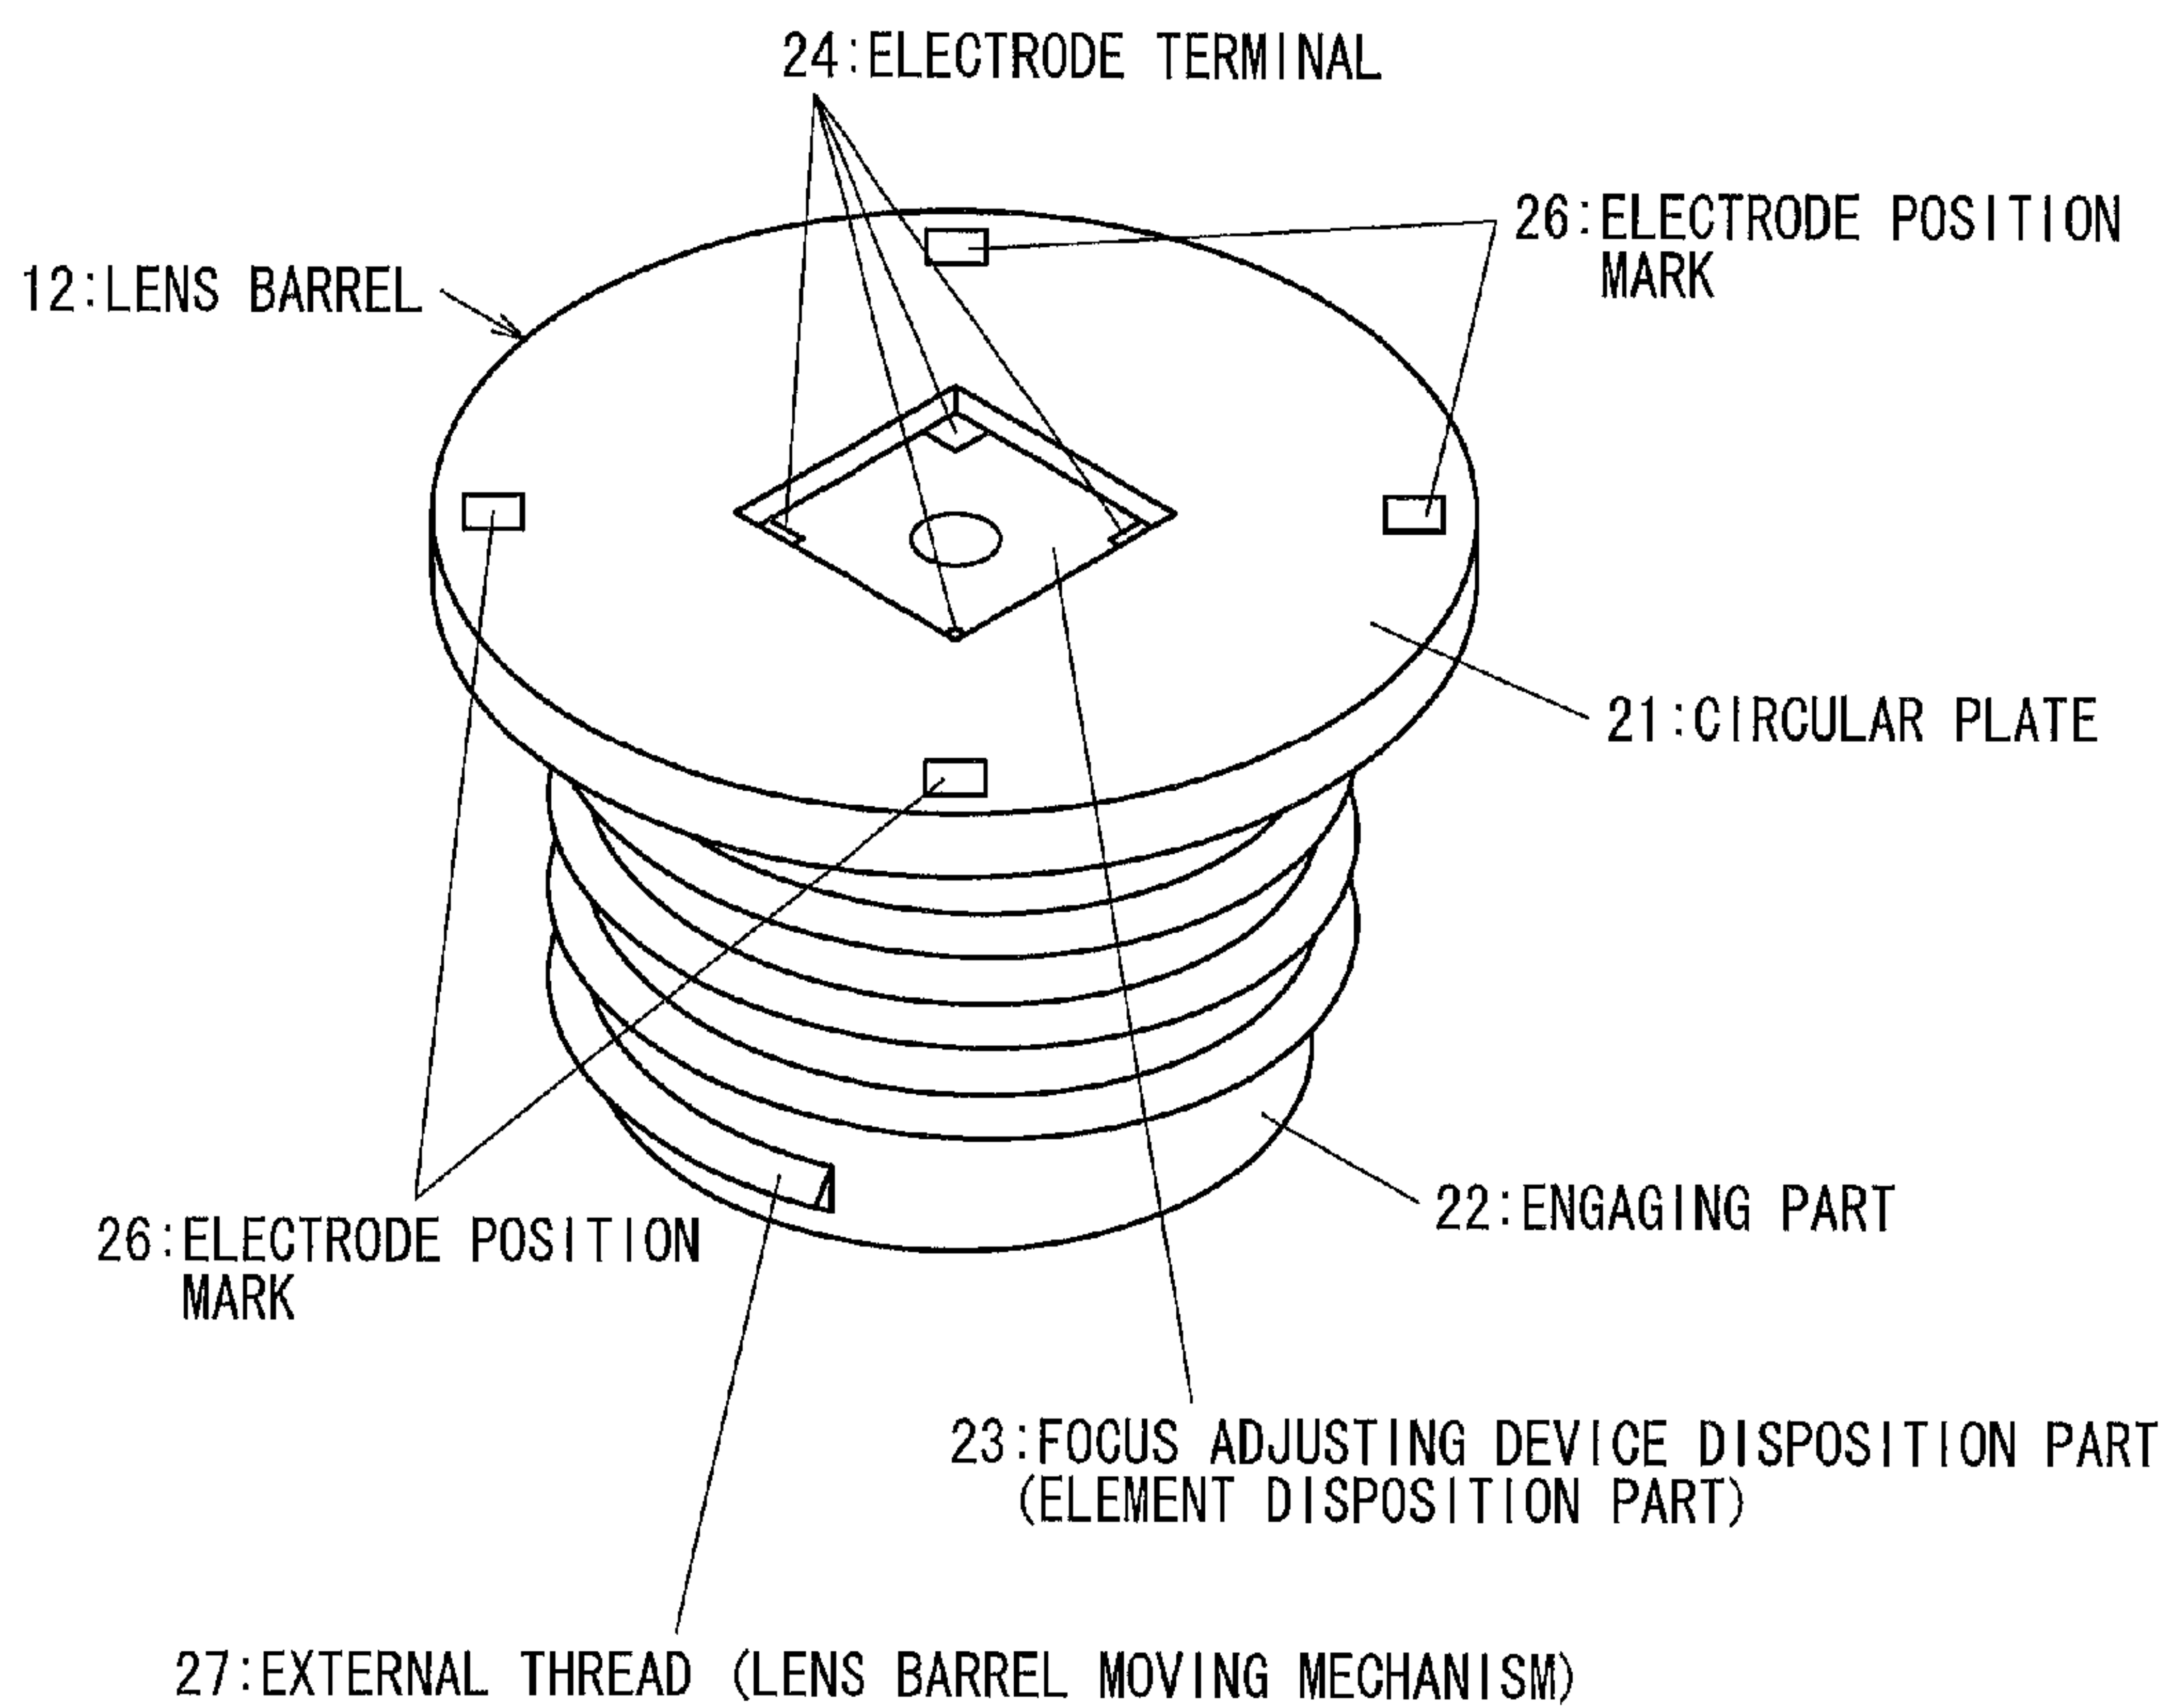 24:ELECTRODE TERMINAL
26:ELECTRODE POSITION
MARK
12:LENS BARREL
21:CIRCULAR PLATE
22:ENGAGING PART
26:ELECTRODE POSITION
MARK
23:FOCUS ADJUSTING DEVICE DISPOSITION PART
(ELEMENT DISPOSITION PART)
27:EXTERNAL THREAD (LENS BARREL MOVING MECHANISM)